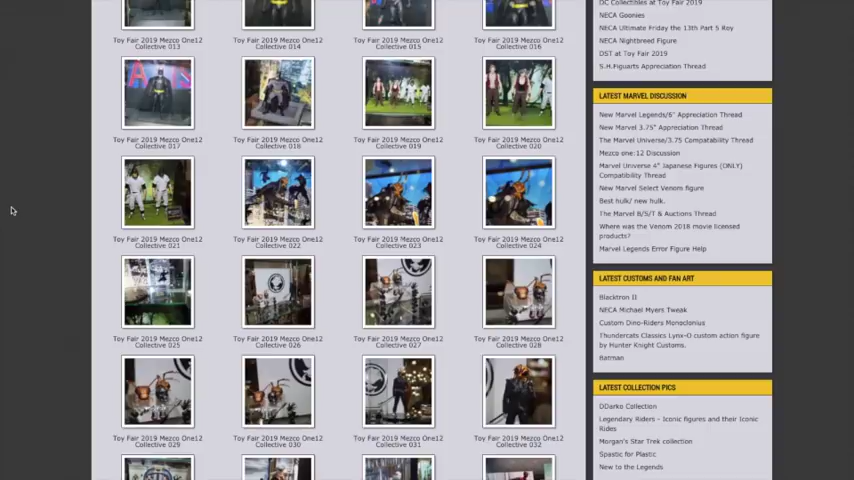 Toy Fair 2019 Mezco One12
Collective 013
Toy Fair 2019 Mezco One12
Collective 014
Toy Fair 2019 Mezco One12
Collective 015
Toy Fair 2019 Mezco One12
Collective 016
Toy Fair 2019 Mezco One12
Collective 017
Toy Fair 2019 Mezco One12
Collective 018
Toy Fair 2019 Mezco One12
Collective 019
Toy Fair 2019 Mezco One12
Collective 020
Toy Fair 2019 Mezco One12
Collective 021
Toy Fair 2019 Mezco One12
Collective 022
Toy Fair 2019 Mezco One12
Collective 023
Toy Fair 2019 Mezco One12
Collective 024
Toy Fair 2019 Mezco One12
Collective 025
Toy Fair 2019 Mezco One12
Collective 026
Toy Fair 2019 Mezco One12
Collective 027
Toy Fair 2019 Mezco One12
Collective 028
Toy Fair 2019 Mezco One12
Collective 029
Toy Fair 2019 Mezco One12
Collective 030
Toy Fair 2019 Mezco One12
Collective 031
Toy Fair 2019 Mezco One12
Collective 032
DC Collectibles at Toy Fair 2019
NECA Goonies
NECA Ultimate Friday the 13th Part 5 Roy
NECA Nightbreed Figure
DST at Toy Fair 2019
S.H.Figuarts Appreciation Thread
LATEST MARVEL DISCUSSION
New Marvel Legends/6" Appreciation Thread
New Marvel 3.75" Appreciation Thread
The Marvel Universe/3.75 Compatability Thread
Mezco one:12 Discussion
Marvel Universe 4" Japanese Figures (ONLY)
Compatibility Thread
New Marvel Select Venom figure
Best hulk/ new hulk.
The Marvel B/S/T & Auctions Thread
Where was the Venom 2018 movie licensed
products?
Marvel Legends Error Figure Help
LATEST CUSTOMS AND FAN ART
Blacktron II
NECA Michael Myers Tweak
Custom Dino-Riders Monoclonius
Thundercats Classics Lynx-O custom action figure
by Hunter Knight Customs.
Batman
LATEST COLLECTION PICS
DDarko Collection
Legendary Riders - Iconic figures and their Iconic
Rides
Morgan's Star Trek collection
Spastic for Plastic
New to the Legends